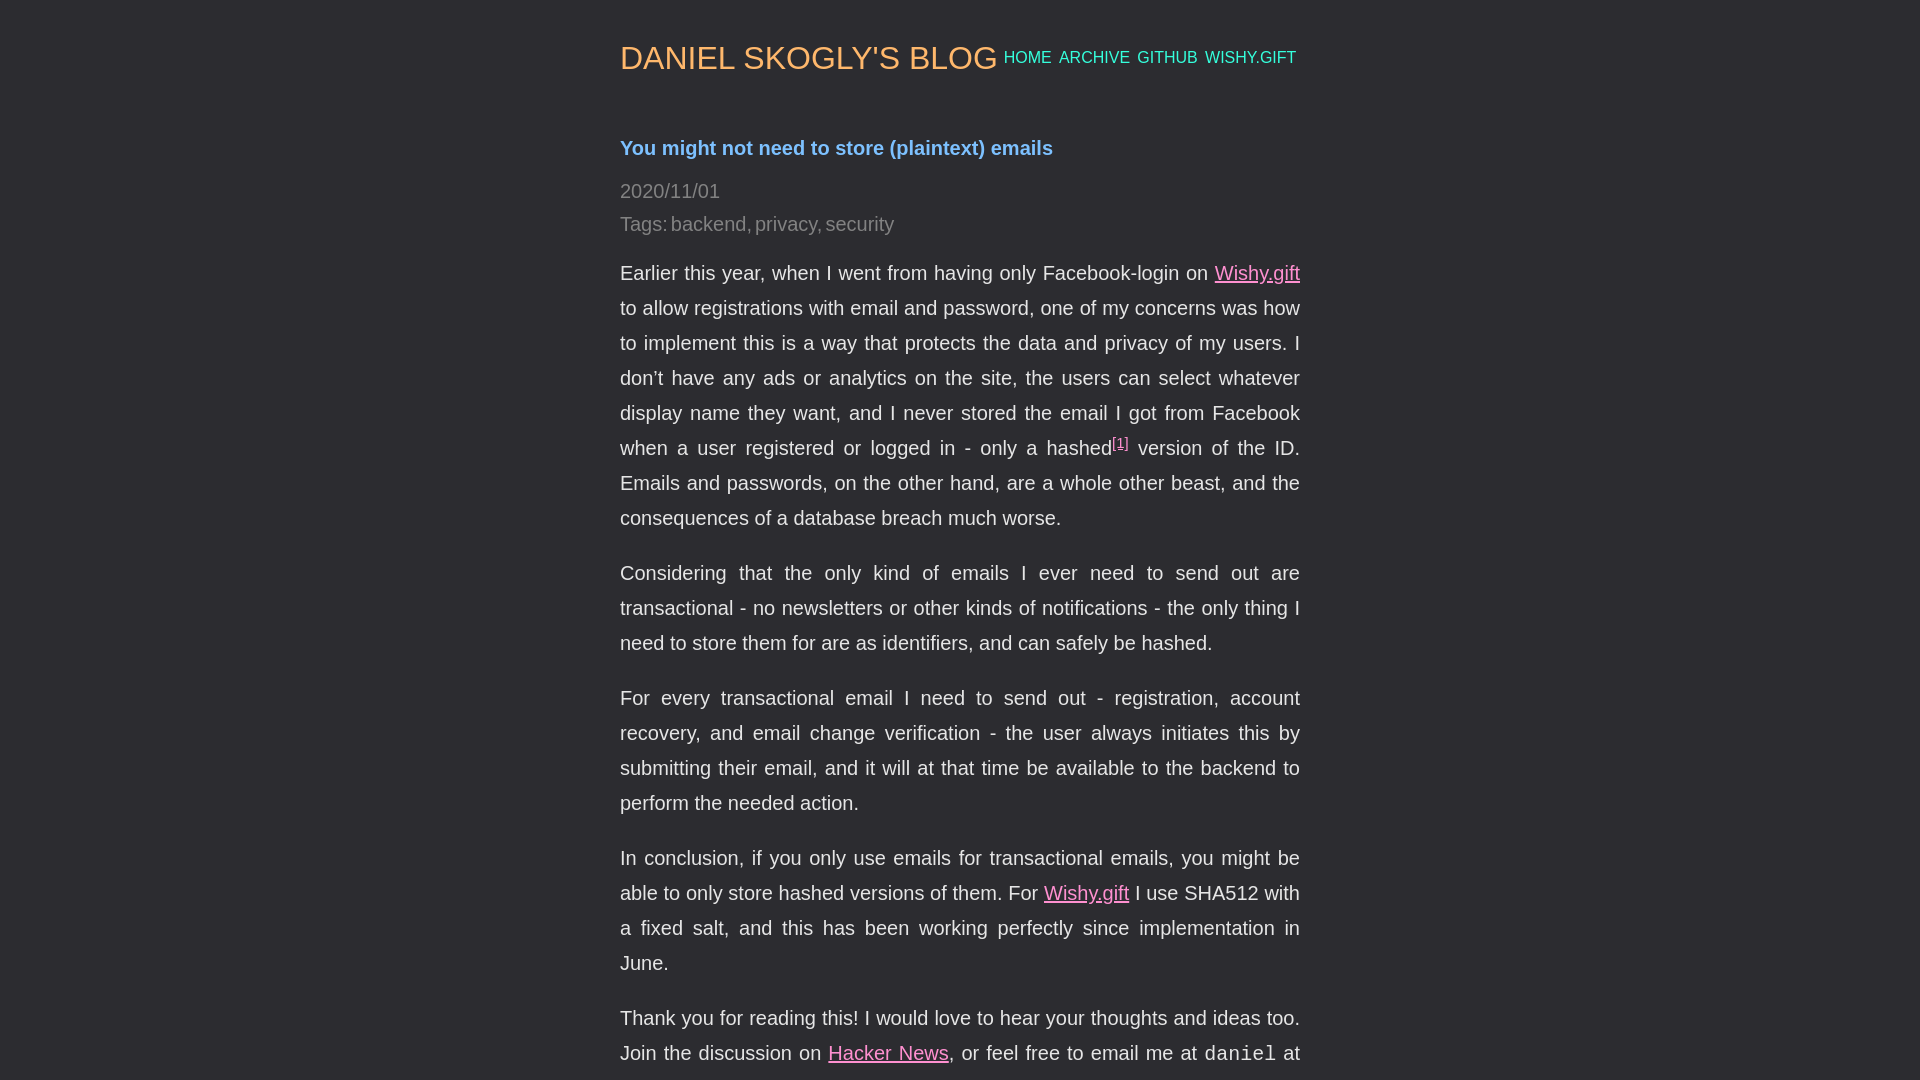 DANIEL SKOGLY'S BLOG HOME ARCHIVE GITHUB WISHY.GIFT
You might not need to store (plaintext) emails
2020/11/01
Tags: backend, privacy, security
Earlier this year, when I went from having only Facebook-login on Wishy.gift
to allow registrations with email and password, one of my concerns was how
to implement this is a way that protects the data and privacy of my users. I
don’t have any ads or analytics on the site, the users can select whatever
display name they want, and I never stored the email I got from Facebook
when a user registered or logged in - only a hashed[1] version of the ID.
Emails and passwords, on the other hand, are a whole other beast, and the
consequences of a database breach much worse.
Considering that the only kind of emails I ever need to send out are
transactional - no newsletters or other kinds of notifications - the only thing I
need to store them for are as identifiers, and can safely be hashed.
For every transactional email I need to send out - registration, account
recovery, and email change verification - the user always initiates this by
submitting their email, and it will at that time be available to the backend to
perform the needed action.
In conclusion, if you only use emails for transactional emails, you might be
able to only store hashed versions of them. For Wishy.gift I use SHA512 with
a fixed salt, and this has been working perfectly since implementation in
June.
Thank you for reading this! I would love to hear your thoughts and ideas too.
Join the discussion on Hacker News, or feel free to email me at daniel at